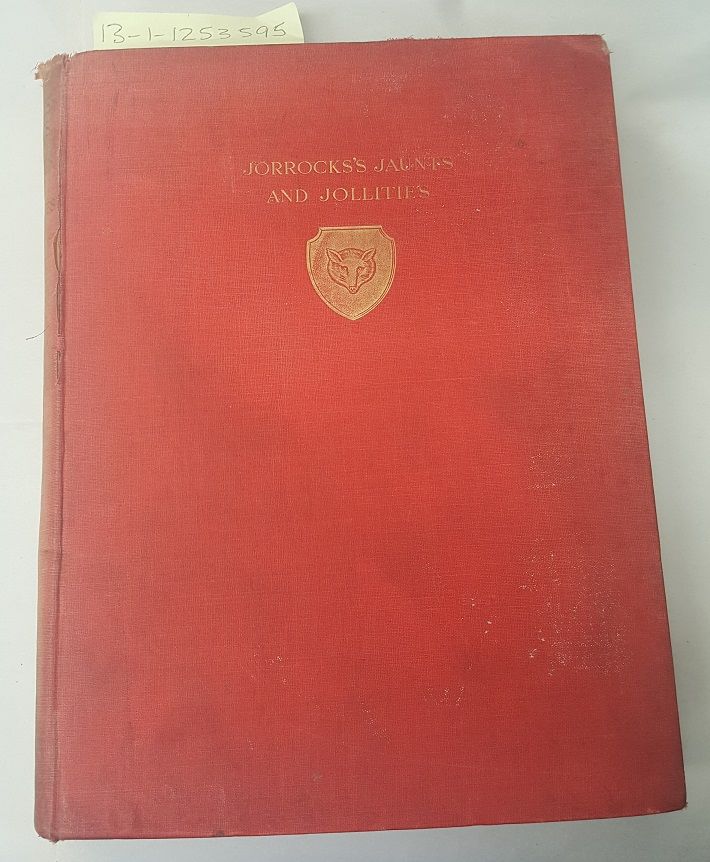 13-1-1253595
JORROCKS'S JAUNTS
AND JOLLITIES